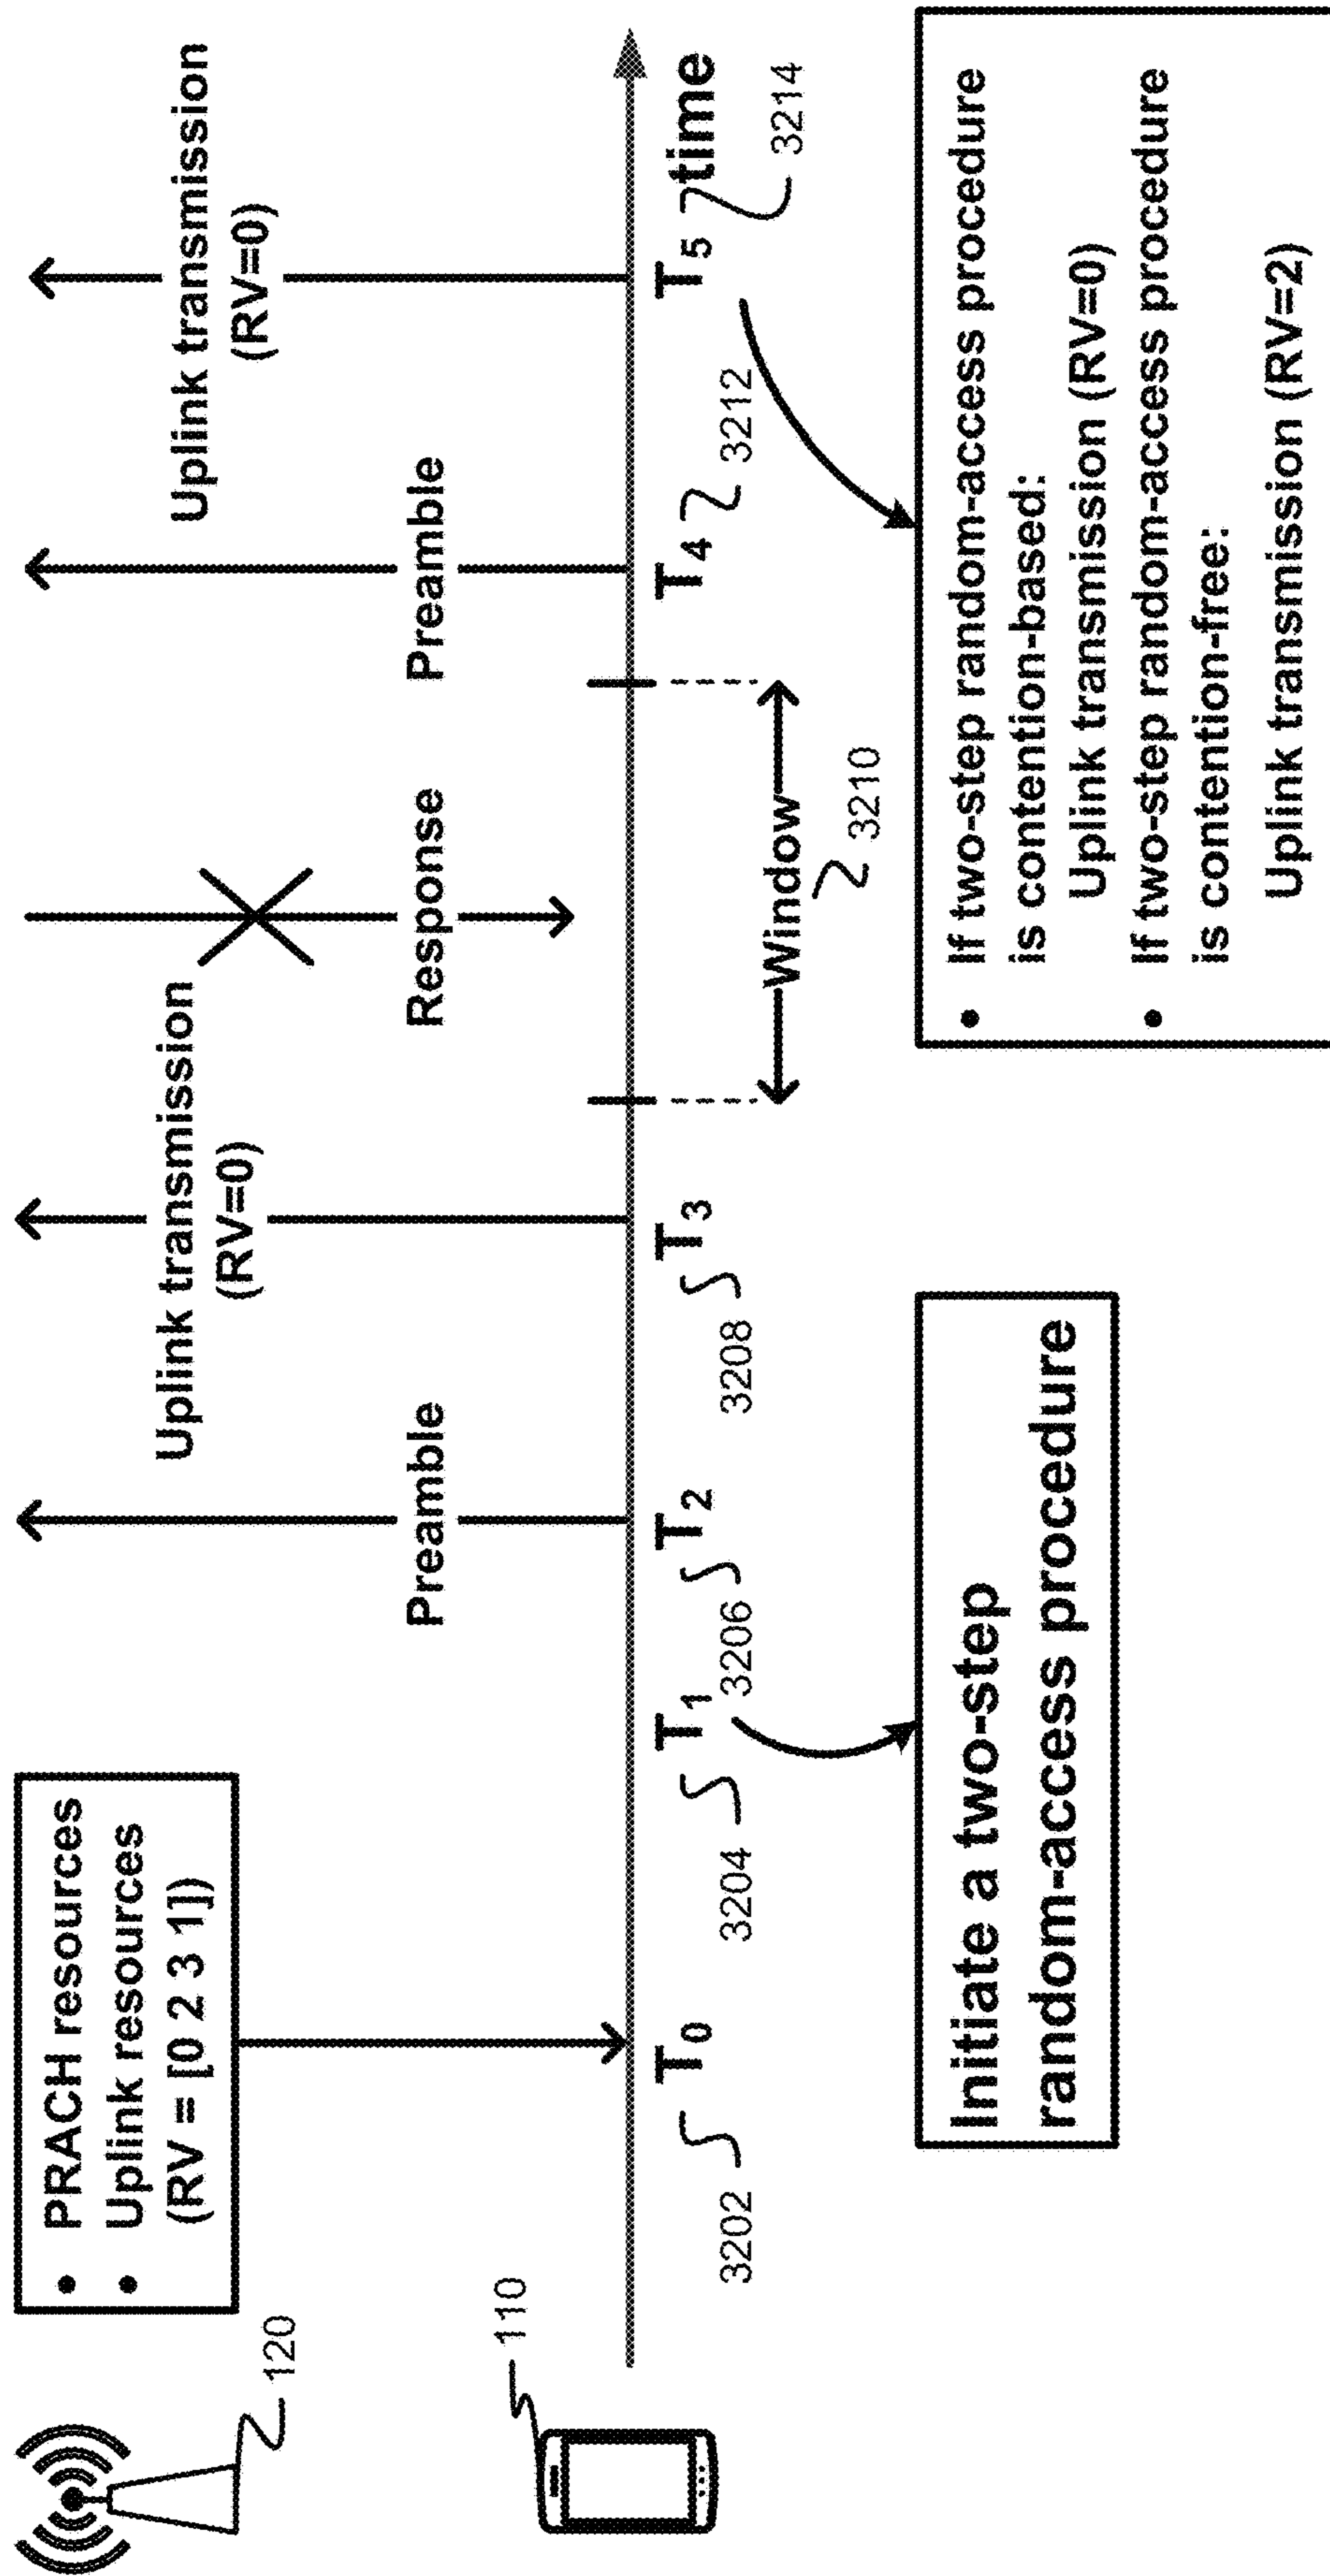 • PRACH resources
• Uplink resources
(RV = [0 2 3 1])
120
110
Preamble
Uplink transmission
(RV=0)
Response
Preamble
Uplink transmission
(RV=0)
T0
T1
T2
T3
T4
T5
time
3202
3204
3206
3208
Window
3210
3212
3214
Initiate a two-step
random-access procedure
• If two-step random-access procedure
is contention-based:
Uplink transmission (RV=0)
• If two-step random-access procedure
is contention-free:
Uplink transmission (RV=2)